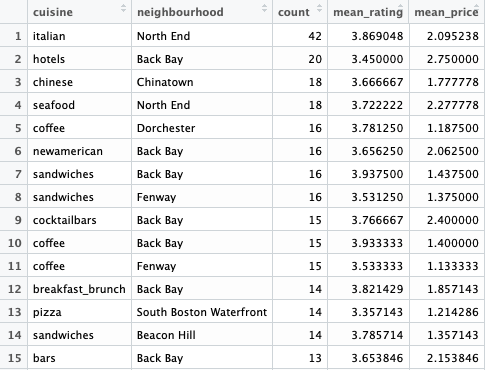 cuisine neighbourhood count mean_rating mean_price
1 italian North End 42 3.869048 2.095238
2 hotels Back Bay 20 3.450000 2.750000
3 chinese Chinatown 18 3.666667 1.777778
4 seafood North End 18 3.722222 2.277778
5 coffee Dorchester 16 3.781250 1.187500
6 newamerican Back Bay 16 3.656250 2.062500
7 sandwiches Back Bay 16 3.937500 1.437500
8 sandwiches Fenway 16 3.531250 1.375000
9 cocktailbars Back Bay 15 3.766667 2.400000
10 coffee Back Bay 15 3.933333 1.400000
11 coffee Fenway 15 3.533333 1.133333
12 breakfast_brunch Back Bay 14 3.821429 1.857143
13 pizza South Boston Waterfront 14 3.357143 1.214286
14 sandwiches Beacon Hill 14 3.785714 1.357143
15 bars Back Bay 13 3.653846 2.153846